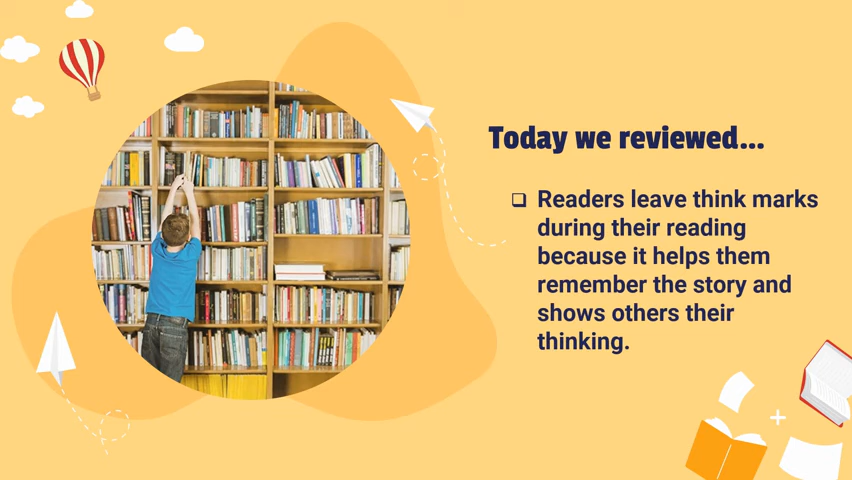 Today we reviewed...
❑ Readers leave think marks
during their reading
because it helps them
remember the story and
shows others their
thinking.